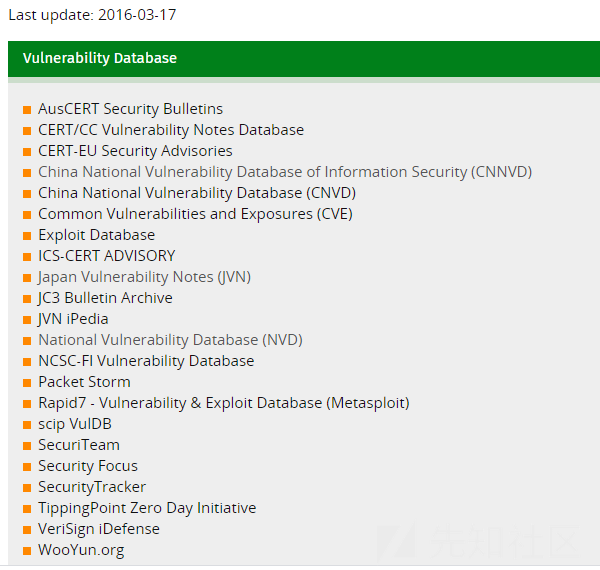 Last update: 2016-03-17
Vulnerability Database
AusCERT Security Bulletins
CERT/CC Vulnerability Notes Database
CERT-EU Security Advisories
China National Vulnerability Database of Information Security (CNNVD)
China National Vulnerability Database (CNVD)
Common Vulnerabilities and Exposures (CVE)
Exploit Database
ICS-CERT ADVISORY
Japan Vulnerability Notes (JVN)
JC3 Bulletin Archive
JVN iPedia
National Vulnerability Database (NVD)
NCSC-FI Vulnerability Database
Packet Storm
Rapid7 - Vulnerability & Exploit Database (Metasploit)
scip VulDB
SecuriTeam
Security Focus
SecurityTracker
TippingPoint Zero Day Initiative
VeriSign iDefense
WooYun.org
先知社区